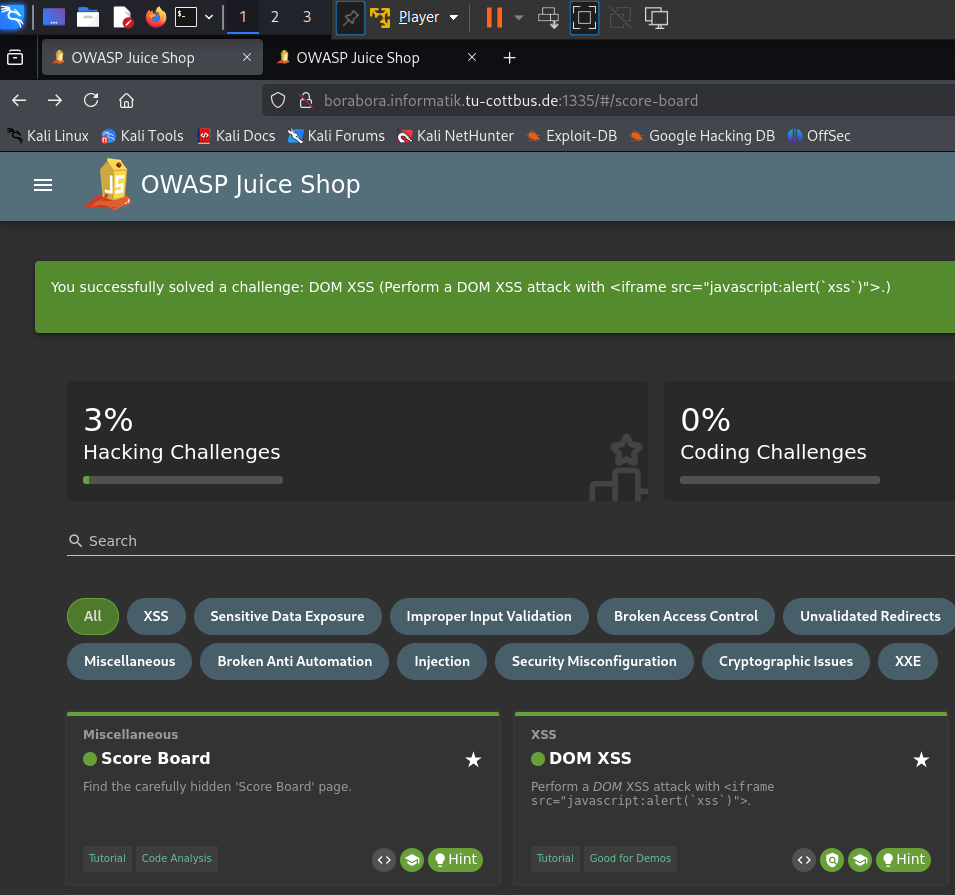 1 2 3 Player
OWASP Juice Shop OWASP Juice Shop
borabora.informatik.tu-cottbus.de:1335/#/score-board
Kali Linux Kali Tools Kali Docs Kali Forums Kali NetHunter Exploit-DB Google Hacking DB OffSec
JS OWASP Juice Shop
You successfully solved a challenge: DOM XSS (Perform a DOM XSS attack with <iframe src="javascript:alert(`xss`)">.)
3% 0%
Hacking Challenges Coding Challenges
Search
All XSS Sensitive Data Exposure Improper Input Validation Broken Access Control Unvalidated Redirects
Miscellaneous Broken Anti Automation Injection Security Misconfiguration Cryptographic Issues XXE
Miscellaneous
Score Board
Find the carefully hidden 'Score Board' page.
Tutorial Code Analysis Hint
XSS
DOM XSS
Perform a DOM XSS attack with <iframe
src="javascript:alert(`xss`)">.
Tutorial Good for Demos Hint